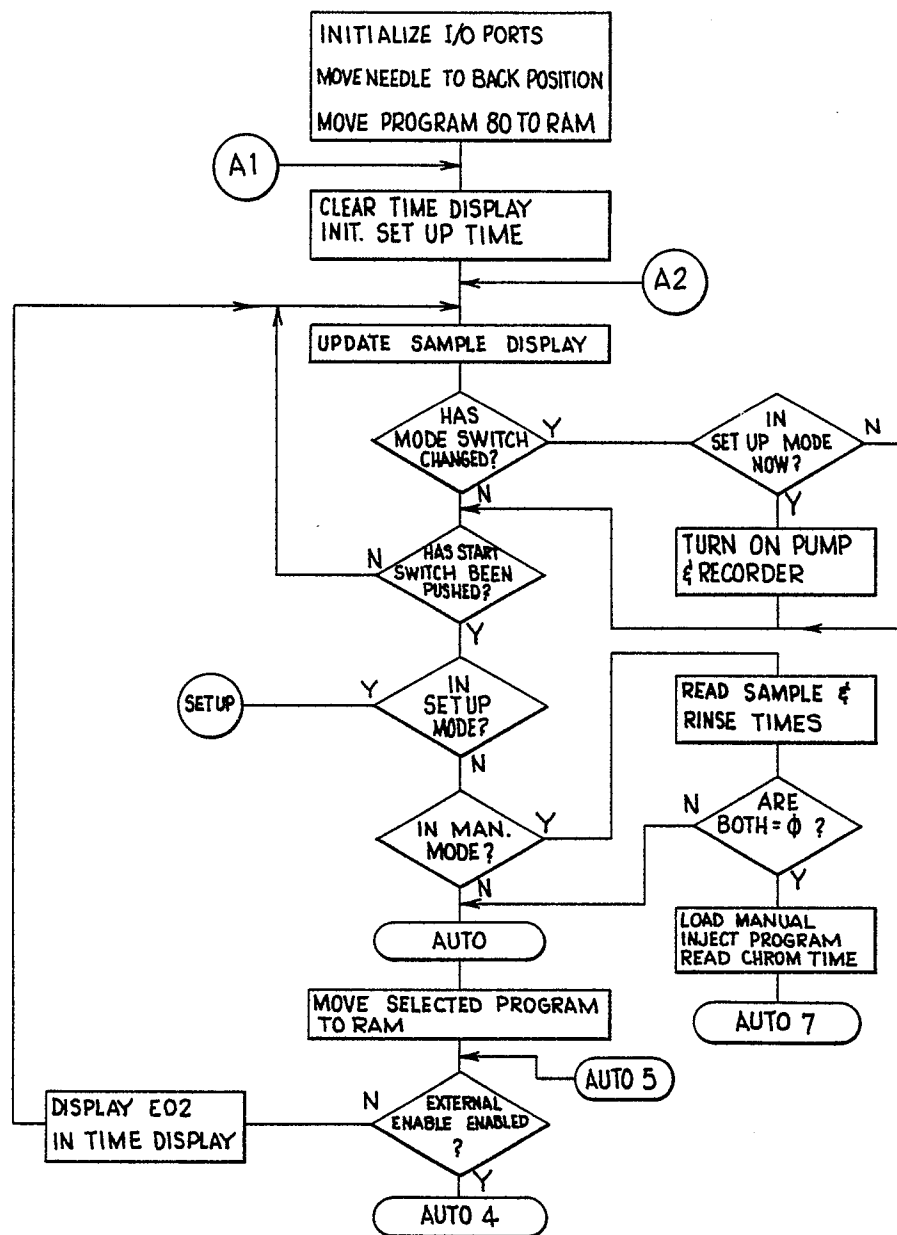 INITIALIZE I/O PORTS
MOVE NEEDLE TO BACK POSITION
MOVE PROGRAM 80 TO RAM
A1
CLEAR TIME DISPLAY
INIT. SET UP TIME
A2
UPDATE SAMPLE DISPLAY
HAS
MODE SWITCH
CHANGED?
Y
N
IN
SET UP MODE
NOW?
N
Y
TURN ON PUMP
& RECORDER
HAS START
SWITCH BEEN
PUSHED?
N
Y
SETUP
Y
IN
SET UP
MODE?
N
READ SAMPLE &
RINSE TIMES
IN MAN.
MODE?
Y
N
N
ARE
BOTH = ϕ ?
Y
LOAD MANUAL
INJECT PROGRAM
READ CHROM TIME
AUTO 7
AUTO
MOVE SELECTED PROGRAM
TO RAM
AUTO 5
DISPLAY E02
IN TIME DISPLAY
N
EXTERNAL
ENABLE ENABLED
?
Y
AUTO 4